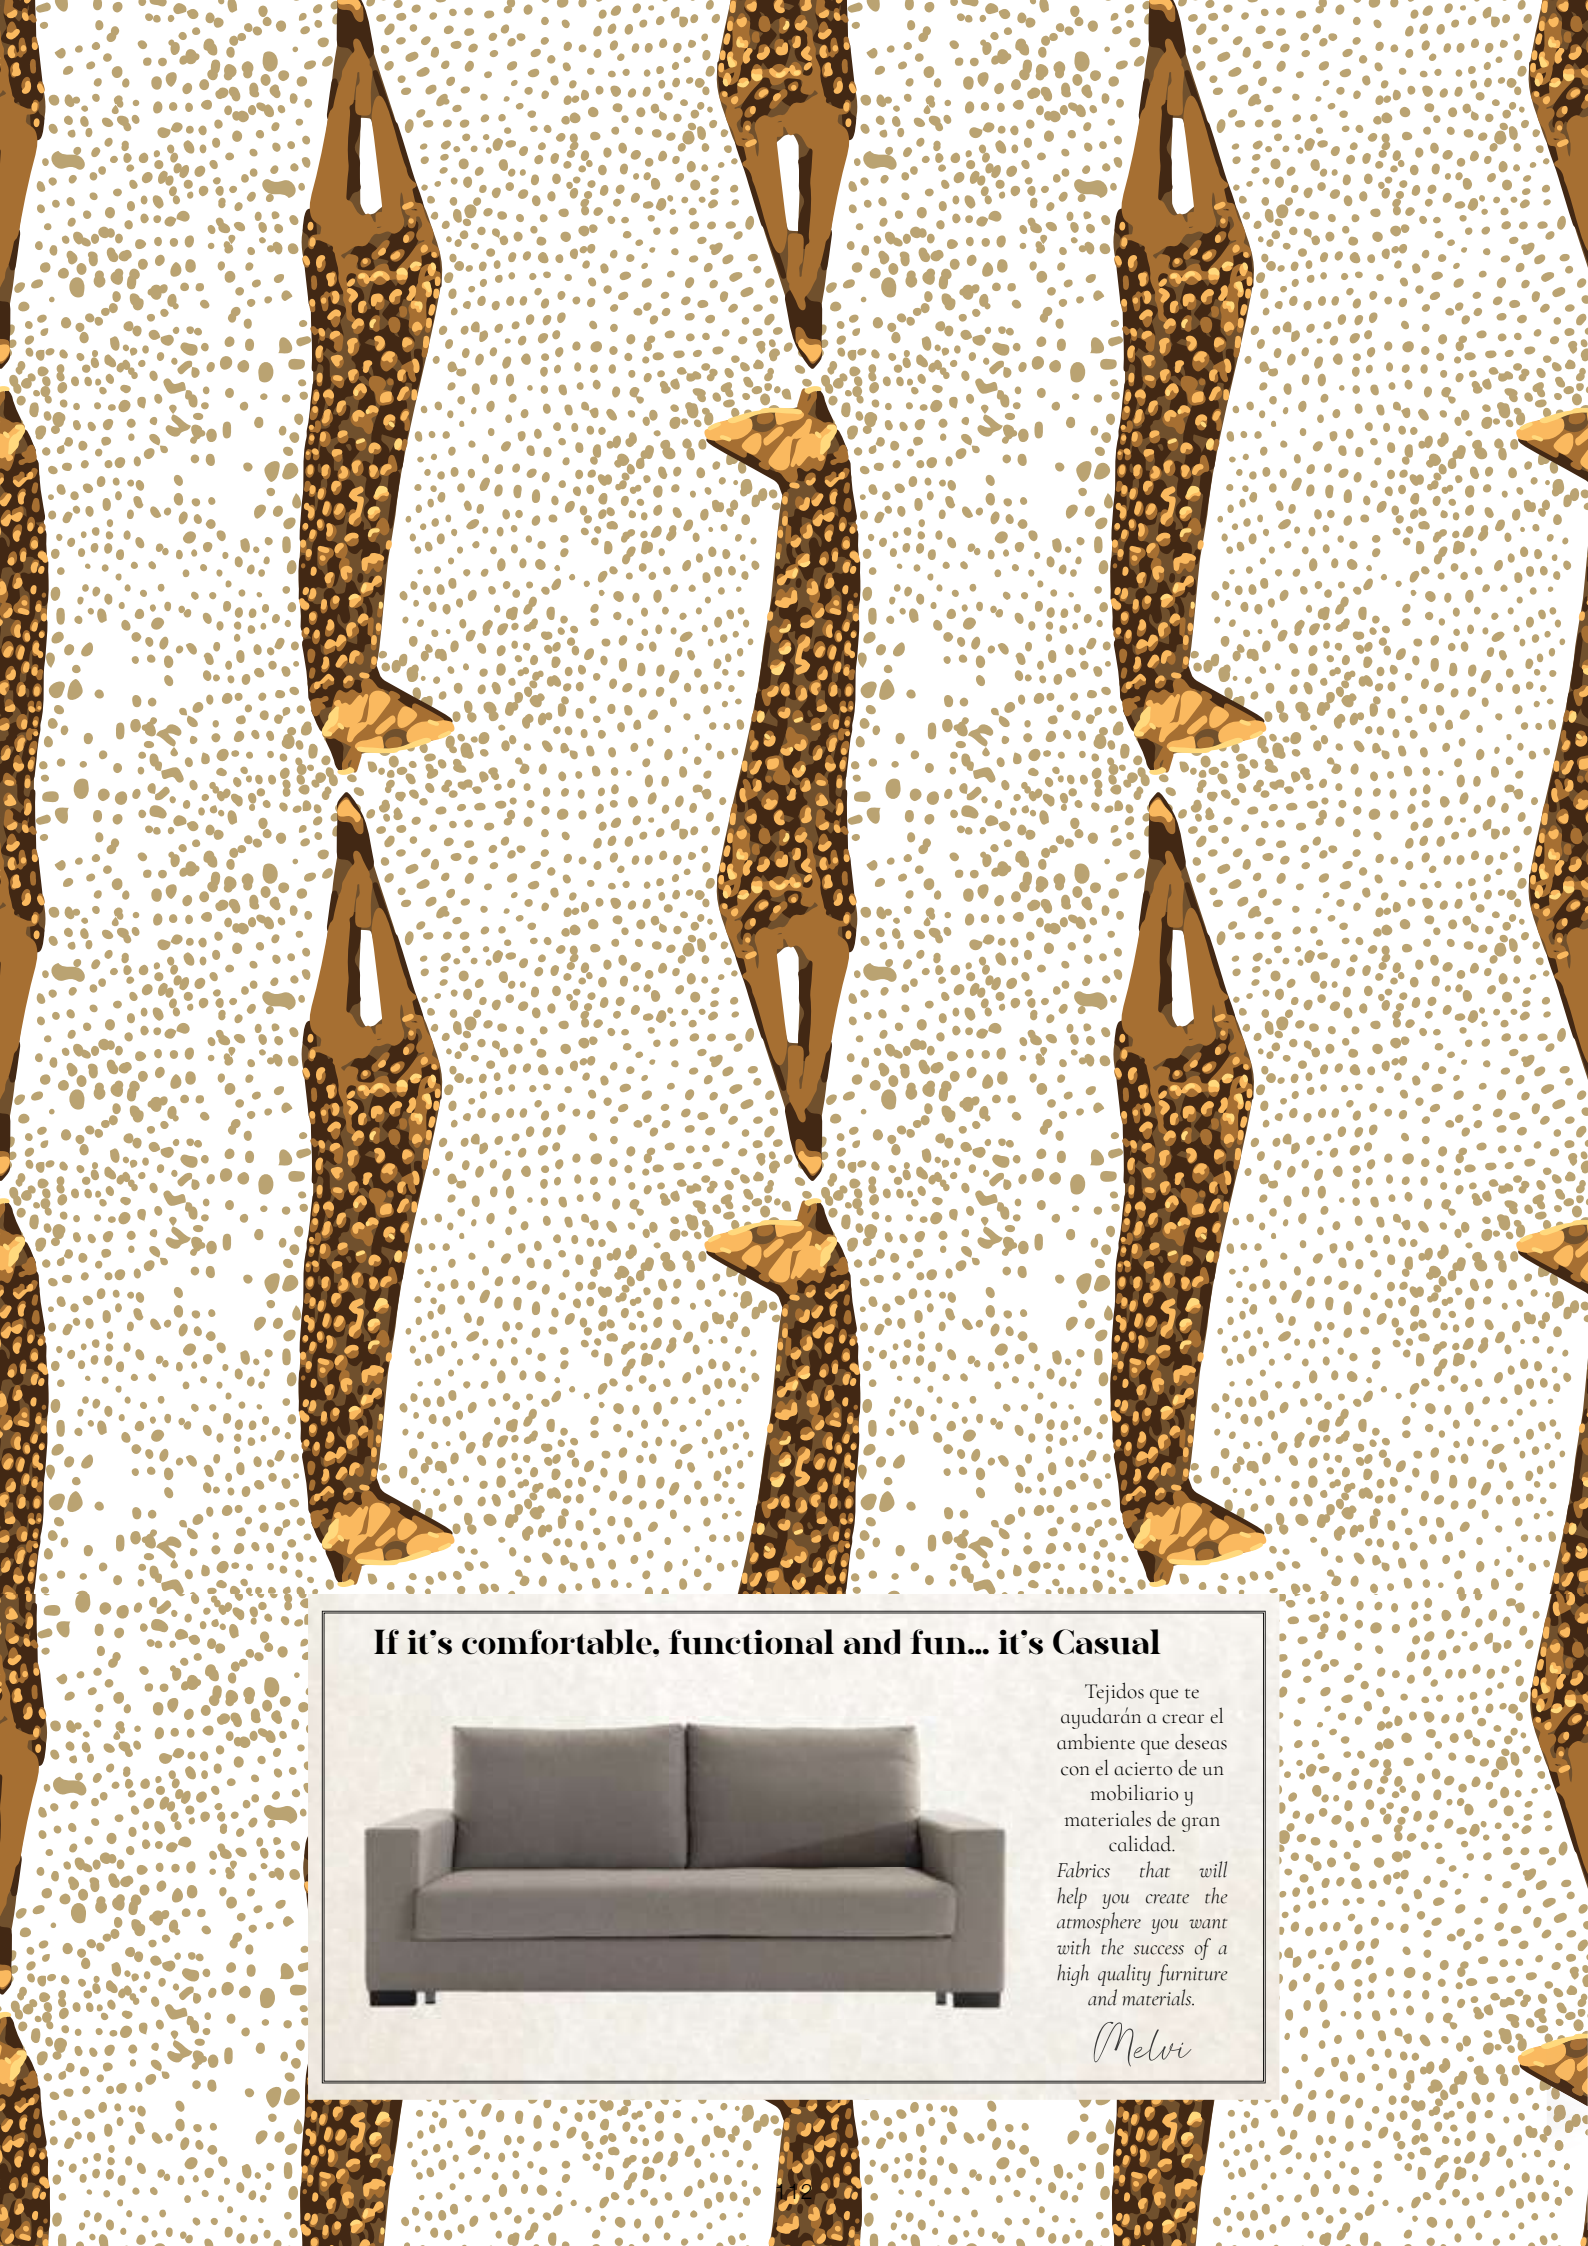 If it's comfortable, functional and fun... it's Casual
Tejidos que te
ayudarán a crear el
ambiente que deseas
con el acierto de un
mobiliario y
materiales de gran
calidad.
Fabrics that will
help you create the
atmosphere you want
with the success of a
high quality furniture
and materials.
Melvi
112